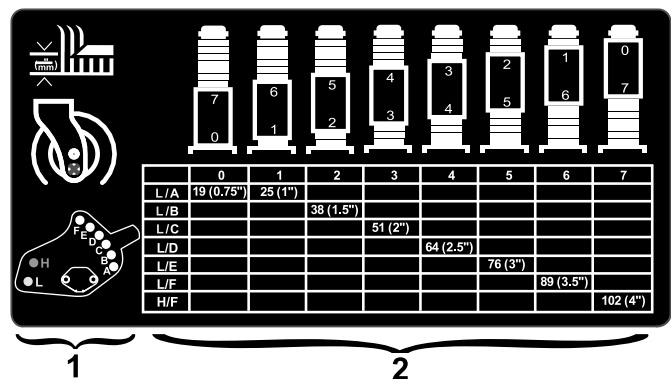 (mm)
7 6 5 4 3 2 1 0
0 1 2 3 4 5 6 7
F
E
D
C
B
A
H
L
0 1 2 3 4 5 6 7
L/A 19 (0.75") 25 (1")
L/B 38 (1.5")
L/C 51 (2")
L/D 64 (2.5")
L/E 76 (3")
L/F 89 (3.5")
H/F 102 (4")
1 2